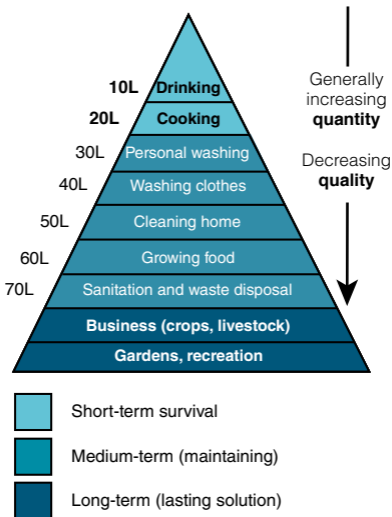 10L Drinking
20L Cooking
30L Personal washing
40L Washing clothes
50L Cleaning home
60L Growing food
70L Sanitation and waste disposal
Business (crops, livestock)
Gardens, recreation
Generally
increasing
quantity
Decreasing
quality
Short-term survival
Medium-term (maintaining)
Long-term (lasting solution)